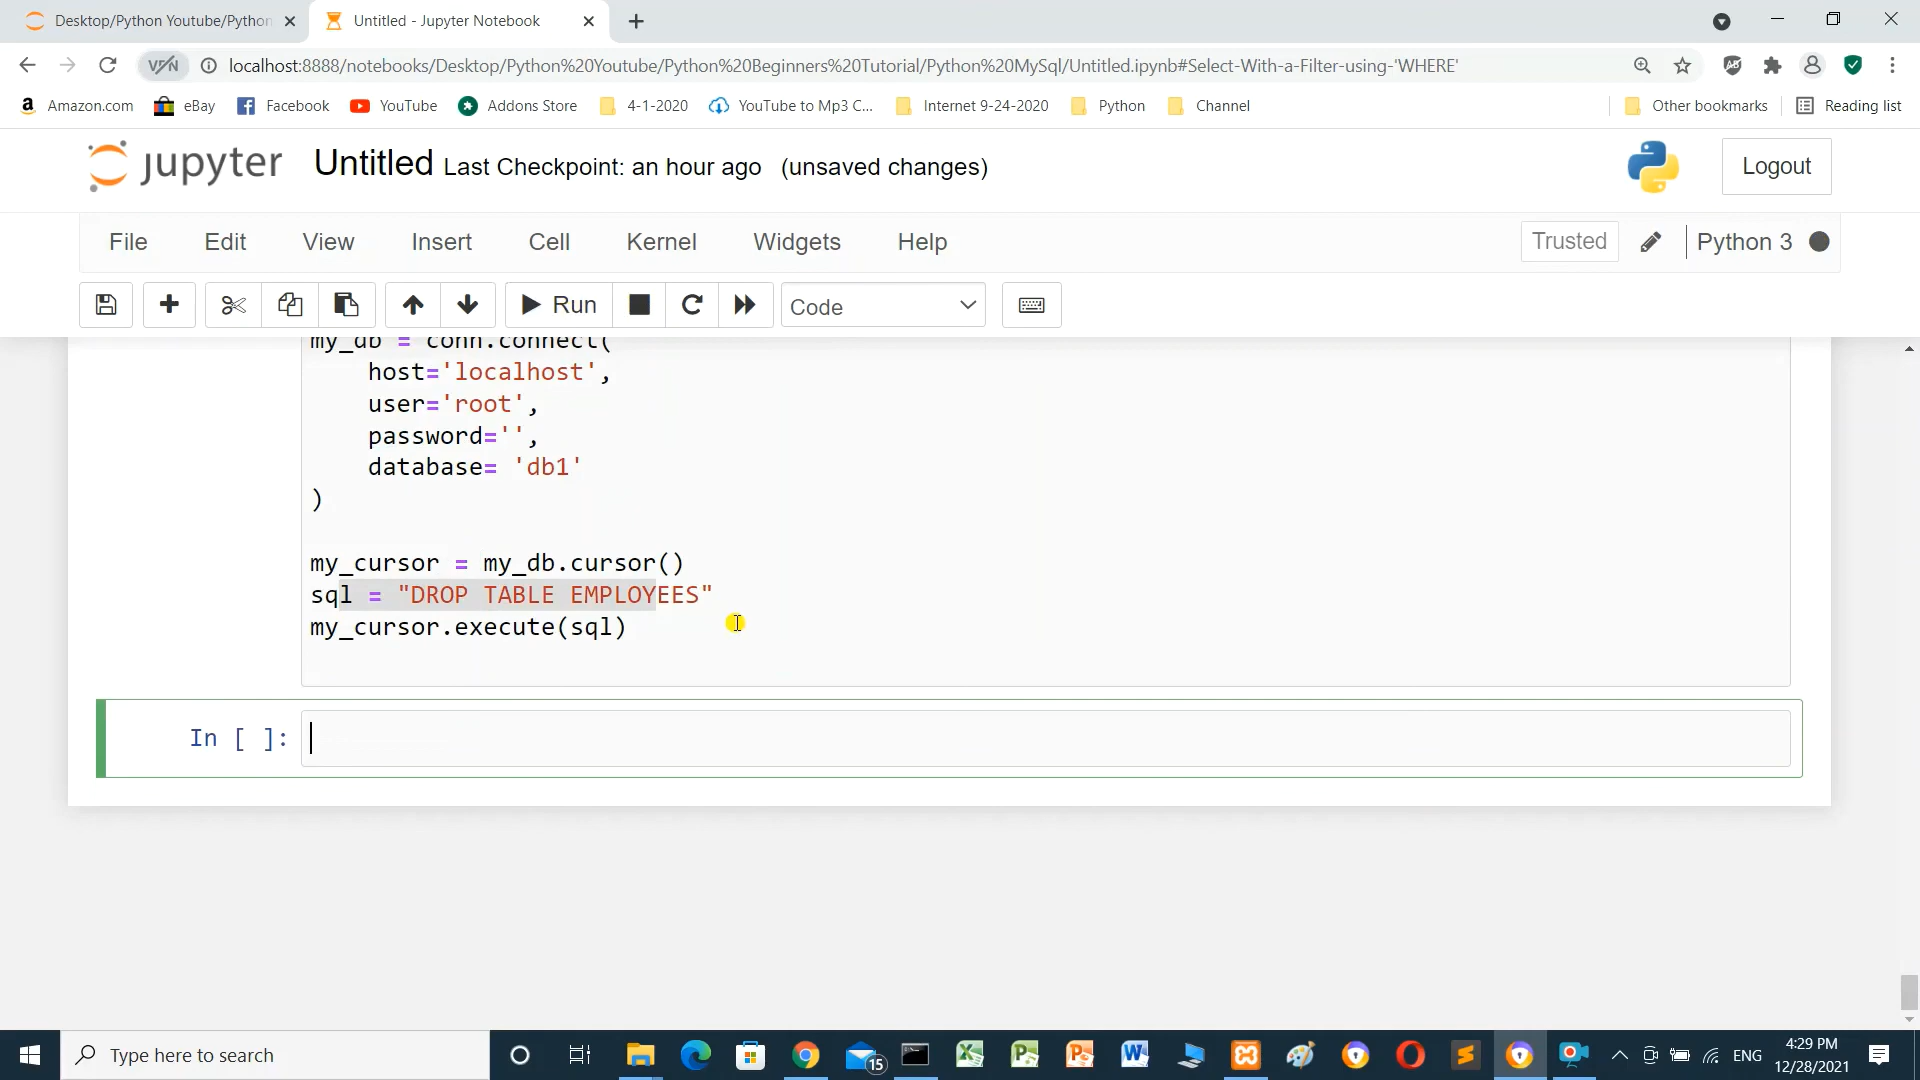 Desktop/Python Youtube/Python
Untitled - Jupyter Notebook
VPN
localhost:8888/notebooks/Desktop/Python%20Youtube/Python%20Beginners%20Tutorial/Python%20MySql/Untitled.ipynb#Select-With-a-Filter-using-'WHERE'
Amazon.com
eBay
Facebook
YouTube
Addons Store
4-1-2020
YouTube to Mp3 C...
Internet 9-24-2020
Python
Channel
Other bookmarks
Reading list
jupyter
Untitled Last Checkpoint: an hour ago (unsaved changes)
Logout
File
Edit
View
Insert
Cell
Kernel
Widgets
Help
Trusted
Python 3
Run
Code
my_db = conn.connect(
host='localhost',
user='root',
password='',
database= 'db1'
)
my_cursor = my_db.cursor()
sql = "DROP TABLE EMPLOYEES"
my_cursor.execute(sql)
In [ ]:
Type here to search
15
ENG
4:29 PM
12/28/2021